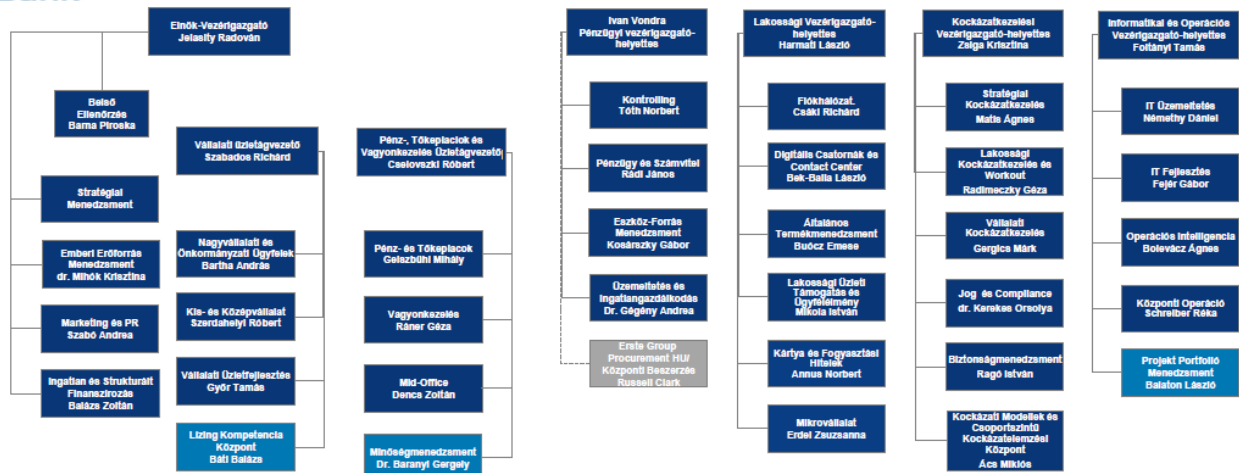 Elnök-Vezérigazgató
Jelasity Radován
Belső
Ellenőrzés
Barna Piroska
Stratégiai
Menedzsment
Emberi Erőforrás
Menedzsment
dr. Mihók Krisztina
Marketing és PR
Szabó Andrea
Ingatlan és Strukturált
Finanszírozás
Balázs Zoltán
Vállalati üzletágvezető
Szabados Richárd
Nagyvállalati és
Önkormányzati Ügyfelek
Bartha András
Kis- és Középvállalat
Szerdahelyi Róbert
Vállalati Üzletfejlesztés
Győr Tamás
Lízing Kompetencia
Központ
Báti Balázs
Pénz-, Tőkepiaciok és
Vagyonkezelés Üzletágvezető
Cselovszki Róbert
Pénz- és Tőkepiacok
Geiszbühl Mihály
Vagyonkezelés
Ráner Géza
Mid-Office
Dencs Zoltán
Minőségmenedzsment
Dr. Baranyi Gergely
Ivan Vondra
Pénzügyi vezérigazgató-
helyettes
Kontrolling
Tóth Norbert
Pénzügy és Számvitel
Rádi János
Eszköz-Forrás
Menedzsment
Kosárszky Gábor
Üzemeltetés és
Ingatlangazdálkodás
Dr. Gégény Andrea
Erste Group
Procurement HU/
Központi Beszerzés
Russell Clark
Lakossági Vezérigazgató-
helyettes
Harmati László
Fiókhálózat.
Csáki Richárd
Digitális Csatornák és
Contact Center
Bek-Balla László
Általános
Termékmenedzsment
Buócz Emese
Lakossági Üzleti
Támogatás és
Ügyfélélmény
Mikola István
Kártya és Fogyasztási
Hitelek
Annus Norbert
Mikrovállalat
Erdei Zsuzsanna
Kockázatkezelési
Vezérigazgató-helyettes
Zsiga Krisztina
Stratégiai
Kockázatkezelés
Matis Ágnes
Lakossági
Kockázatkezelés és
Workout
Radimeczky Géza
Vállalati
Kockázatkezelés
Gergics Márk
Jog és Compliance
dr. Kerekes Orsolya
Biztonságmenedzsment
Ragó István
Kockázati Modellek és
Csoportszintű
Kockázatelemzési
Központ
Ács Miklós
Informatikai és Operációs
Vezérigazgató-helyettes
Foltányi Tamás
IT Üzemeltetés
Némethy Dániel
IT Fejlesztés
Fejér Gábor
Operációs Intelligencia
Bolevácz Ágnes
Központi Operáció
Schreiber Réka
Projekt Portfolió
Menedzsment
Balaton László